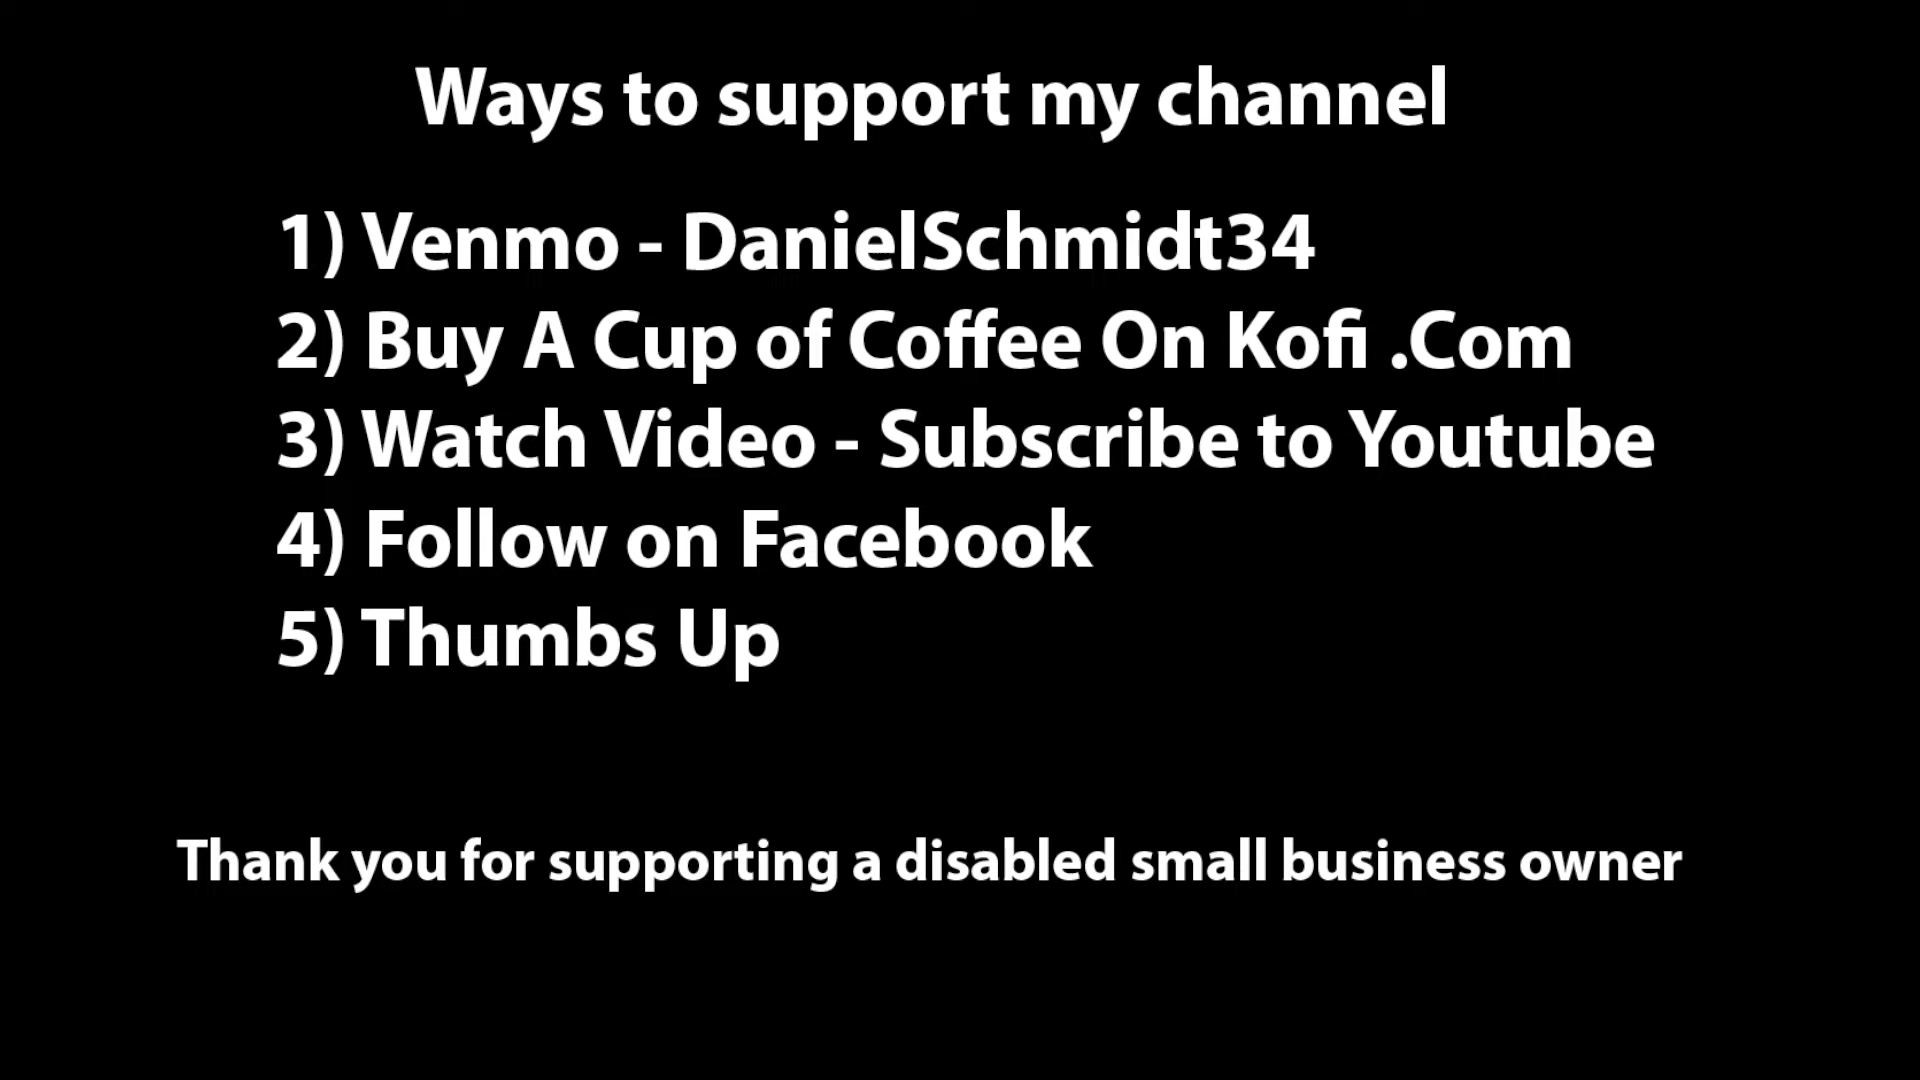 Ways to support my channel
1) Venmo - DanielSchmidt34
2) Buy A Cup of Coffee On Kofi .Com
3) Watch Video - Subscribe to Youtube
4) Follow on Facebook
5) Thumbs Up
Thank you for supporting a disabled small business owner